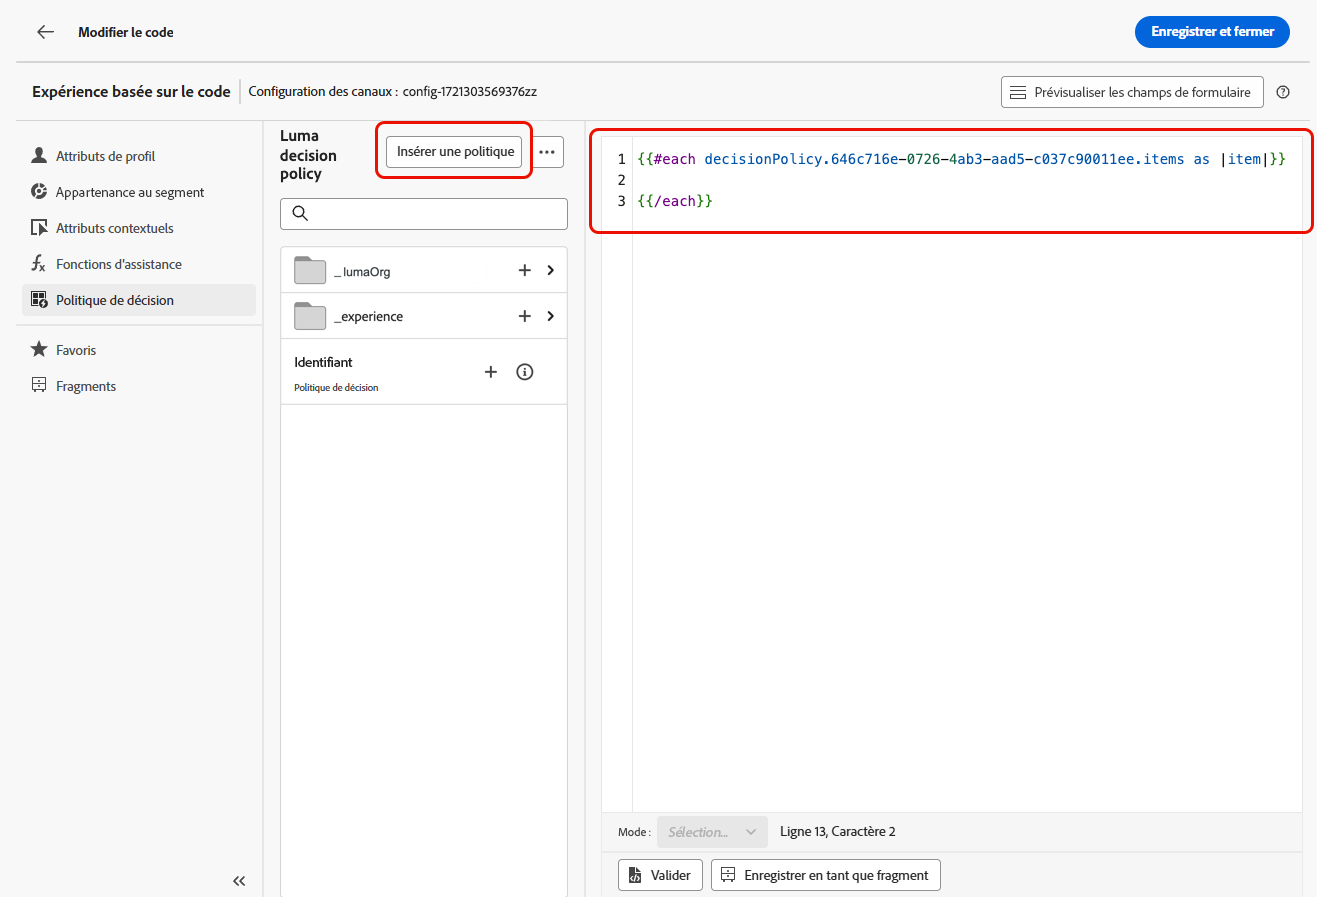 Modifier le code
Enregistrer et fermer
Expérience basée sur le code
Configuration des canaux : config-1721303569376zz
Prévisualiser les champs de formulaire
Attributs de profil
Appartenance au segment
Attributs contextuels
Fonctions d'assistance
Politique de décision
Favoris
Fragments
Luma
decision
policy
Insérer une politique
_lumaOrg
_experience
Identifiant
Politique de décision
1 {{#each decisionPolicy.646c716e-0726-4ab3-aad5-c037c90011ee.items as |item|}}
2
3 {{/each}}
Mode : Sélection... Ligne 13, Caractère 2
Valider
Enregistrer en tant que fragment